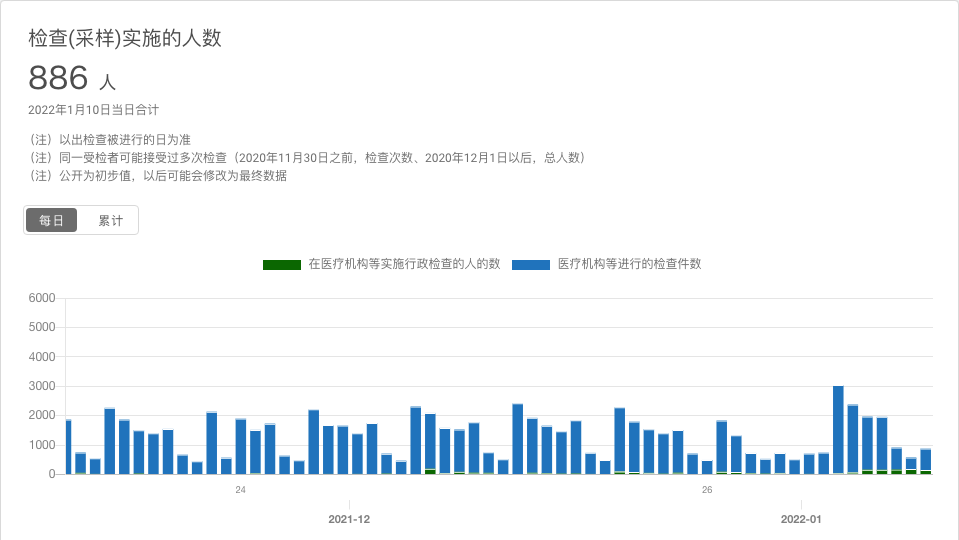 检查(采样)实施的人数
886 人
2022年1月10日当日合计
（注）以出检查被进行的日为准
（注）同一受检者可能接受过多次检查（2020年11月30日之前，检查次数、2020年12月1日以后，总人数）
（注）公开为初步值，以后可能会修改为最终数据
每日 累计
在医疗机构等实施行政检查的人的数 医疗机构等进行的检查件数
6000
5000
4000
3000
2000
1000
0
24 26
2021-12 2022-01